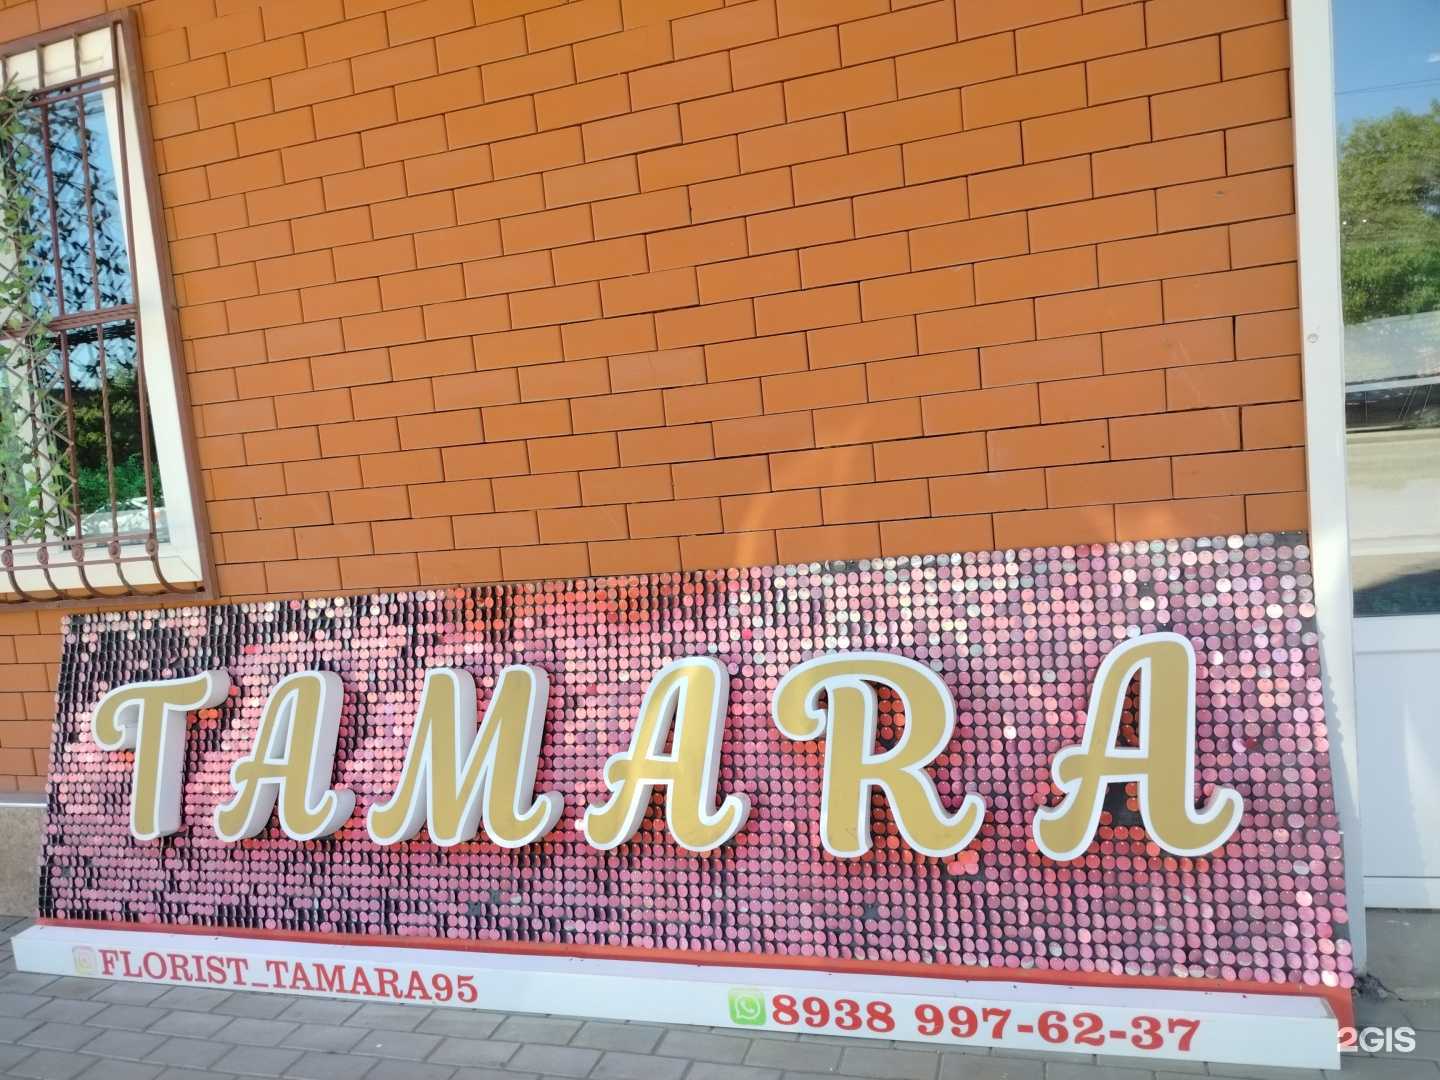 TAMARA
FLORIST_TAMARA95
8938 997-62-37
2GIS